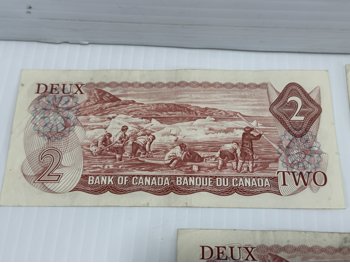 DEUX
2
2
BANK OF CANADA - BANQUE DU CANADA
TWO
DEUX